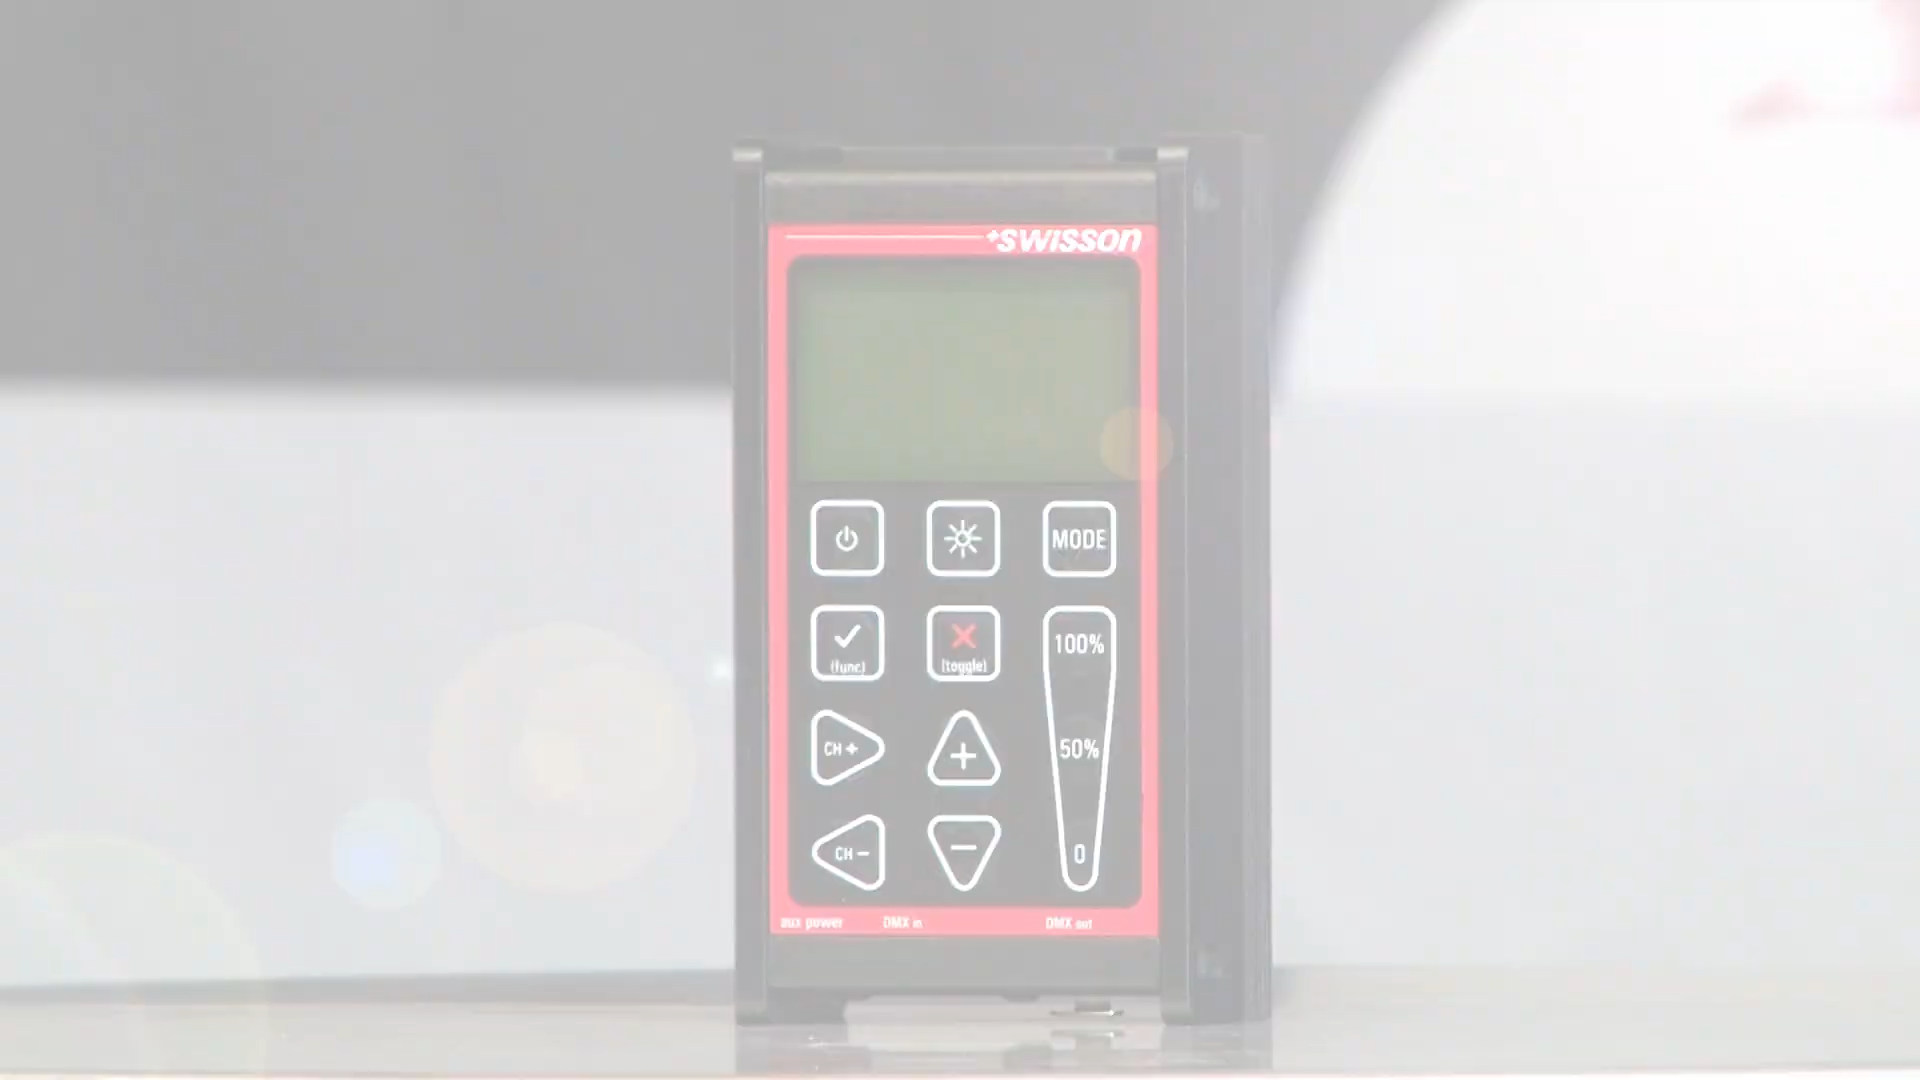 +SWISSON
MODE
(func)
(toggle)
100%
CH +
+
50%
CH −
−
0
aux power
DMX in
DMX out